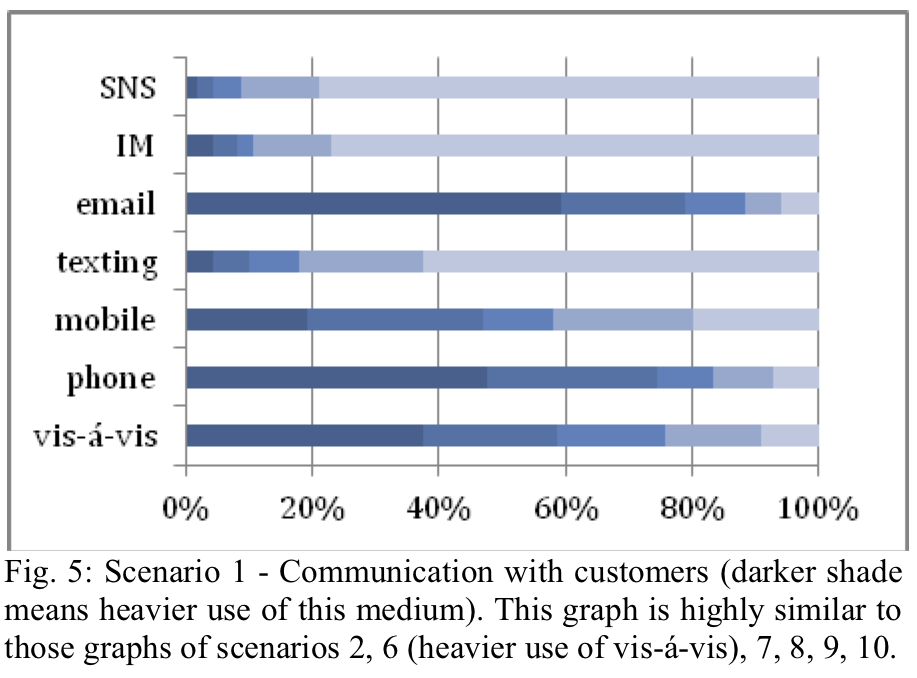 SNS
IM
email
texting
mobile
phone
vis-á-vis
0% 20% 40% 60% 80% 100%
Fig. 5: Scenario 1 - Communication with customers (darker shade
means heavier use of this medium). This graph is highly similar to
those graphs of scenarios 2, 6 (heavier use of vis-á-vis), 7, 8, 9, 10.